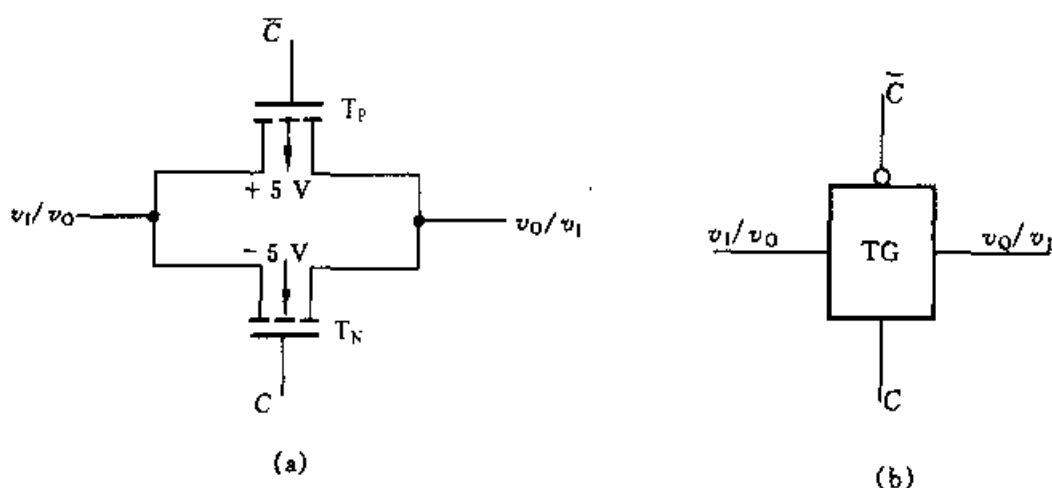 C̅
T_P
+ 5 V
v_I/v_O
v_O/v_I
- 5 V
T_N
C
(a)
C̅
v_I/v_O
TG
v_O/v_I
C
(b)